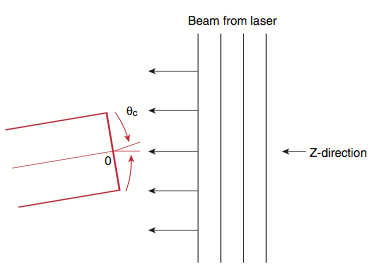 Beam from laser
θc
0
Z-direction